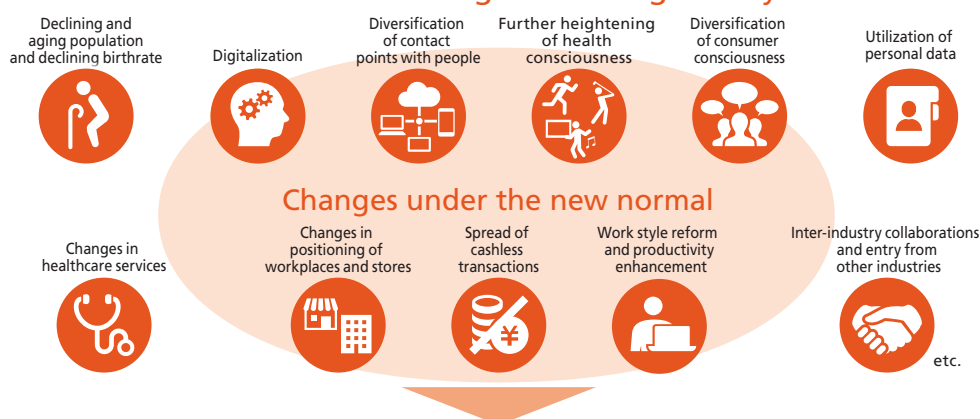 Declining and
aging population
and declining birthrate
Digitalization
Diversification
of contact
points with people
Further heightening
of health
consciousness
Diversification
of consumer
consciousness
Utilization of
personal data
Changes under the new normal
Changes in
healthcare services
Changes in
positioning of
workplaces and stores
Spread of
cashless
transactions
¥
Work style reform
and productivity
enhancement
Inter-industry collaborations
and entry from
other industries
etc.